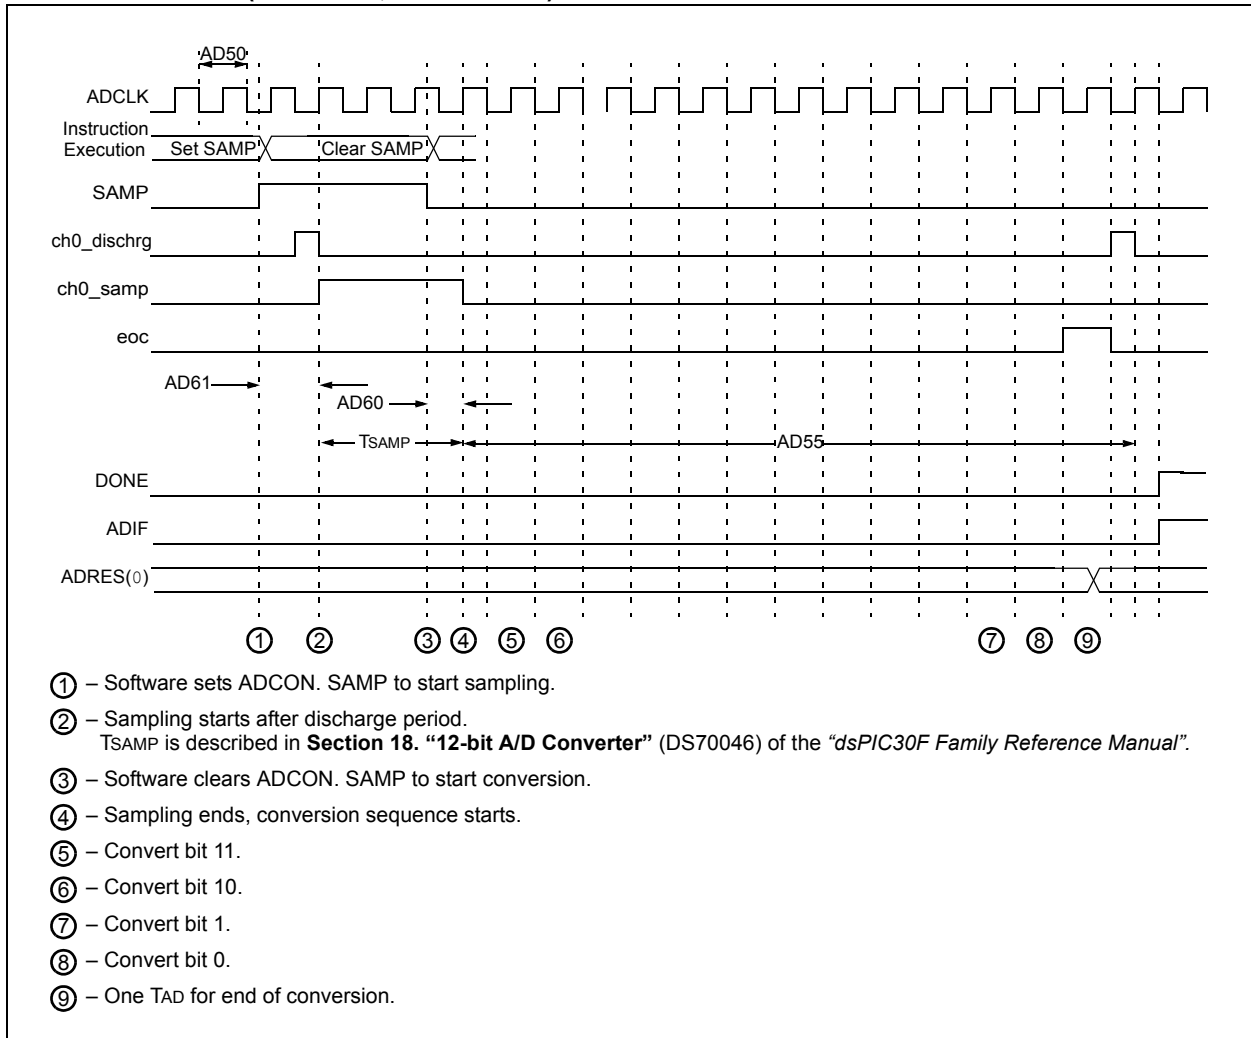 AD50
ADCLK
Instruction
Execution
Set SAMP
Clear SAMP
SAMP
ch0_dischrg
ch0_samp
eoc
AD61
AD60
TSAMP
AD55
DONE
ADIF
ADRES(0)
1 2 3 4 5 6 7 8 9
1 – Software sets ADCON. SAMP to start sampling.
2 – Sampling starts after discharge period.
TSAMP is described in Section 18. “12-bit A/D Converter” (DS70046) of the “dsPIC30F Family Reference Manual”.
3 – Software clears ADCON. SAMP to start conversion.
4 – Sampling ends, conversion sequence starts.
5 – Convert bit 11.
6 – Convert bit 10.
7 – Convert bit 1.
8 – Convert bit 0.
9 – One TAD for end of conversion.